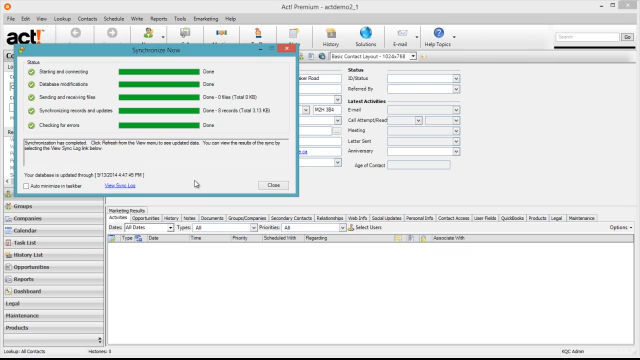 Act! Premium - actdemo2_1
File Edit View Lookup Contacts Schedule Write Reports Tools Emarketing Help
act!
History Solutions E-mail Help Topics
Search Go
Synchronize Now
Basic Contact Layout - 1024x768
Status
Starting and connecting Done
Database modifications Done
Sending and receiving files Done - 0 files (Total 0 KB)
Synchronizing records and updates Done - 8 records (Total 3.13 KB)
Checking for errors Done
Synchronization has completed. Click Refresh from the View menu to see updated data. You can view the results of the sync by
selecting the View Sync Log link below.
Your database is updated through [ 5/13/2014 4:47:45 PM ]
Auto minimize in taskbar View Sync Log Close
Road
M2H 3B4
Status
ID/Status
Referred By
Latest Activities
E-mail
Call Attempt/Reach
Meeting
Letter Sent
Anniversary
Age of Contact
Groups
Companies
Calendar
Task List
History List
Opportunities
Reports
Dashboard
Legal
Maintenance
Products
Marketing Results
Activities Opportunities History Notes Documents Groups/Companies Secondary Contacts Relationships Web Info Social Updates Personal Info Contact Access User Fields QuickBooks Products Legal Maintenance
Dates: All Dates Types: All Priorities: All Select Users Options
Type Date Time Priority Scheduled With Regarding Associate With
Lookup: All Contacts Histories: 0 KQC Admin